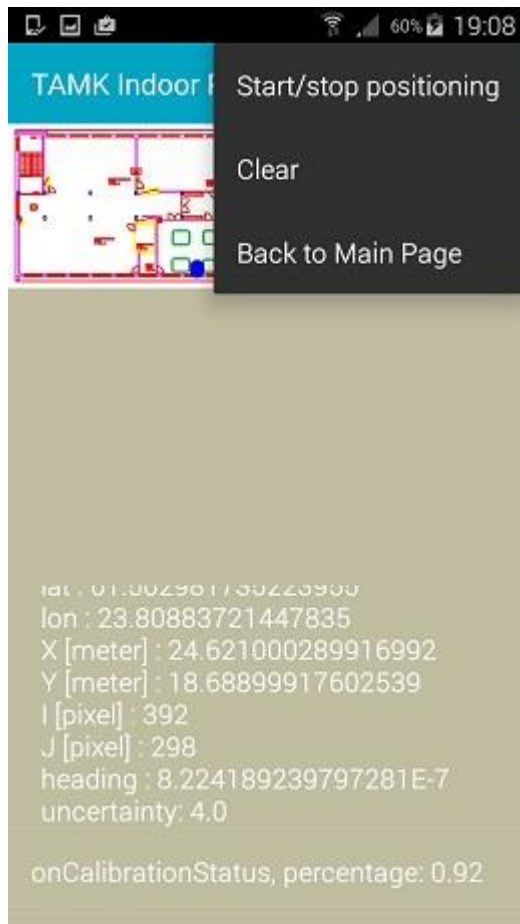 60% 19:08
TAMK Indoor
Start/stop positioning
Clear
Back to Main Page
lon : 23.80883721447835
X [meter] : 24.621000289916992
Y [meter] : 18.68899917602539
I [pixel] : 392
J [pixel] : 298
heading : 8.224189239797281E-7
uncertainty: 4.0
onCalibrationStatus, percentage: 0.92